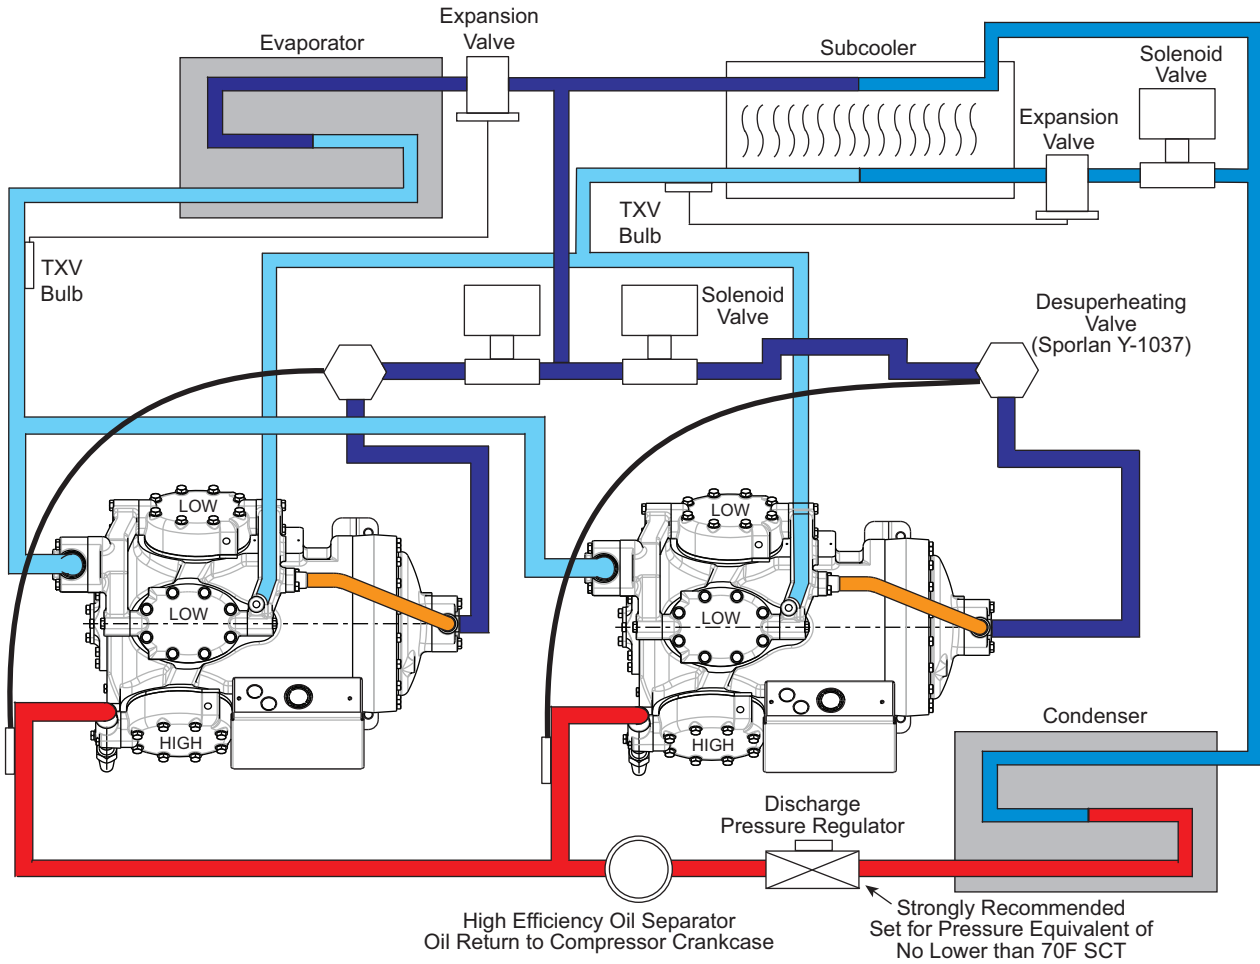 Expansion
Valve
Evaporator
Subcooler
Solenoid
Valve
Expansion
Valve
TXV
Bulb
TXV
Bulb
Solenoid
Valve
Desuperheating
Valve
(Sporlan Y-1037)
LOW
LOW
HIGH
LOW
LOW
HIGH
Condenser
Discharge
Pressure Regulator
High Efficiency Oil Separator
Oil Return to Compressor Crankcase
Strongly Recommended
Set for Pressure Equivalent of
No Lower than 70F SCT